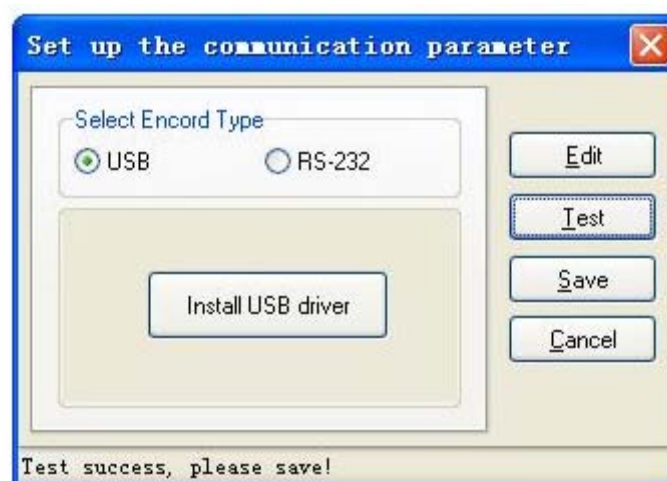 Set up the communication parameter
Select Encord Type
USB
RS-232
Install USB driver
Edit
Test
Save
Cancel
Test success, please save!